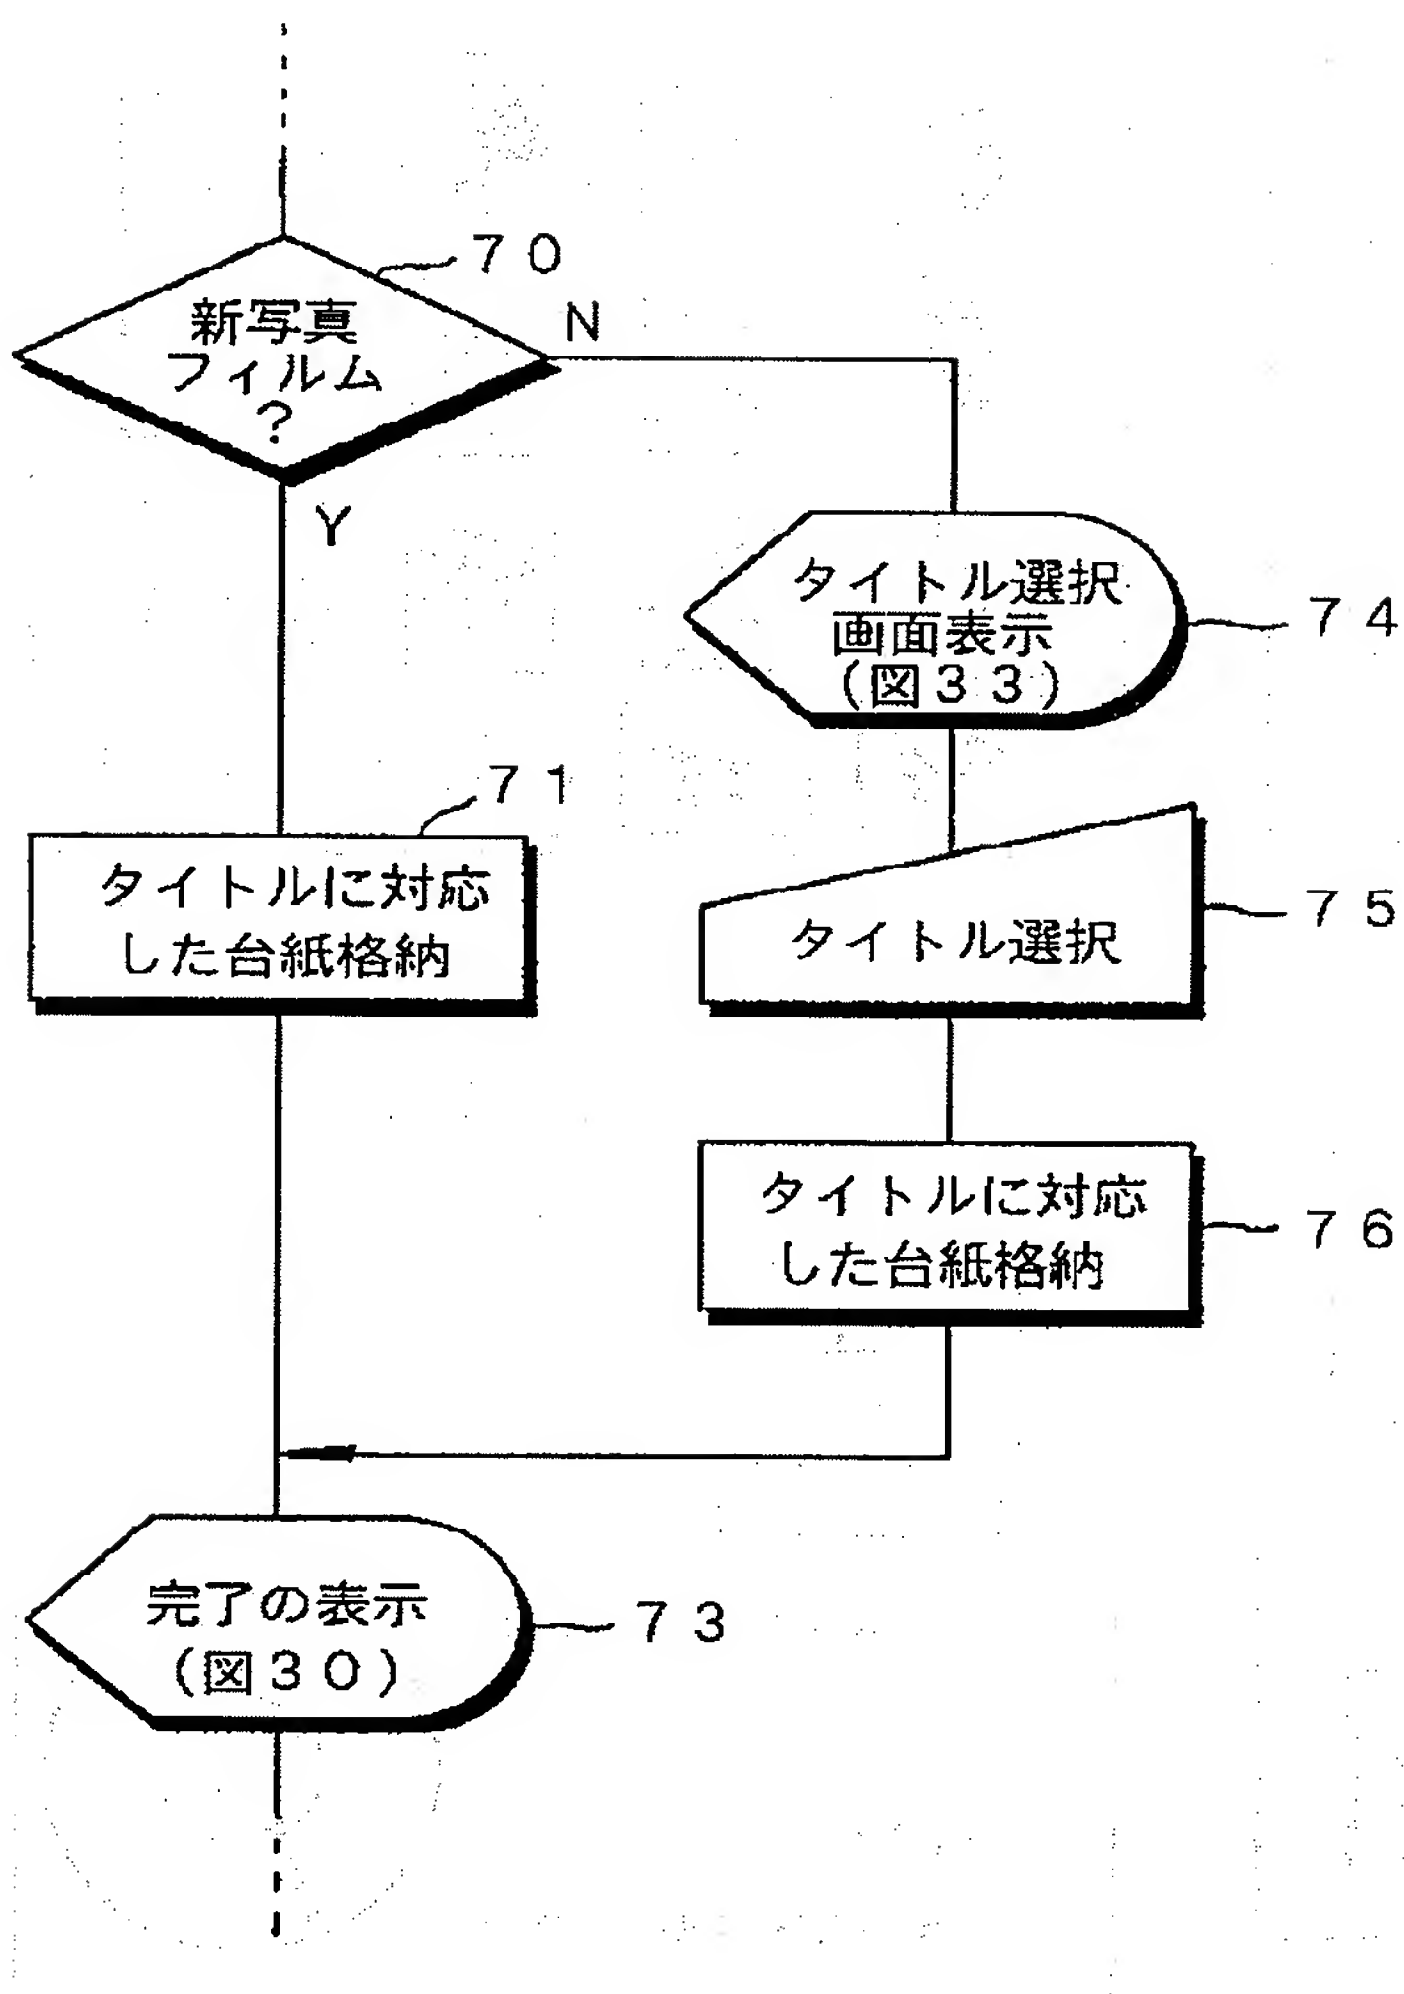 ７０
新写真
フィルム
？
N
Y
タイトル選択
画面表示
（図３３）
７４
７１
タイトルに対応
した台紙格納
タイトル選択
７５
タイトルに対応
した台紙格納
７６
完了の表示
（図３０）
７３